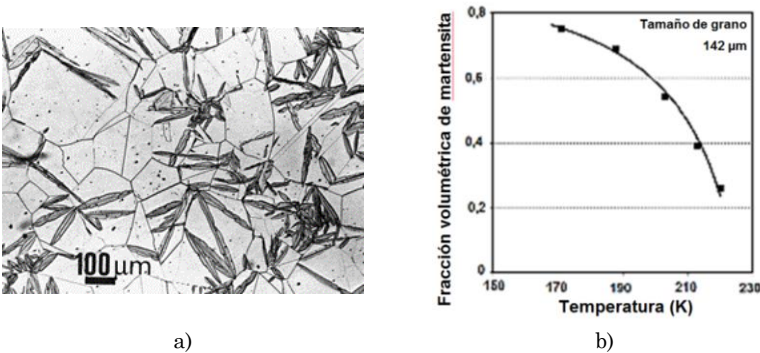 100 µm
a)
Fracción volumétrica de martensita
0,8
0,6
0,4
0,2
0
Tamaño de grano
142 µm
150
170
190
210
230
Temperatura (K)
b)